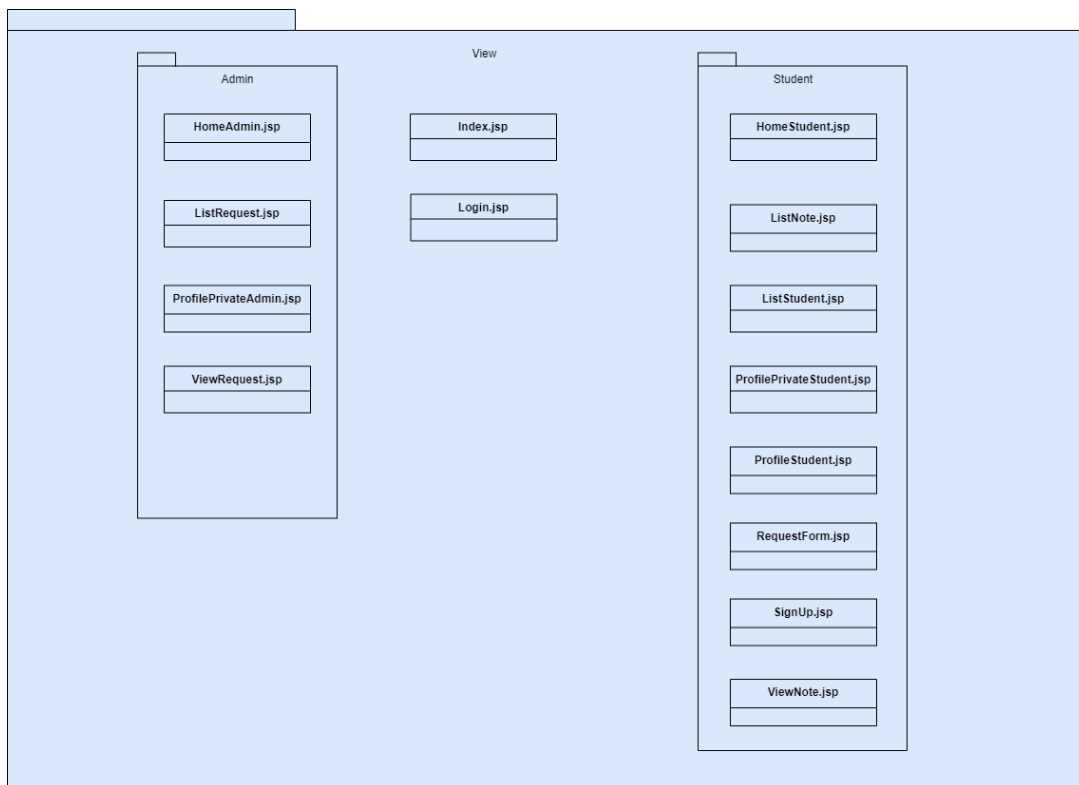 View
Admin
HomeAdmin.jsp
ListRequest.jsp
ProfilePrivateAdmin.jsp
ViewRequest.jsp
Index.jsp
Login.jsp
Student
HomeStudent.jsp
ListNote.jsp
ListStudent.jsp
ProfilePrivateStudent.jsp
ProfileStudent.jsp
RequestForm.jsp
SignUp.jsp
ViewNote.jsp